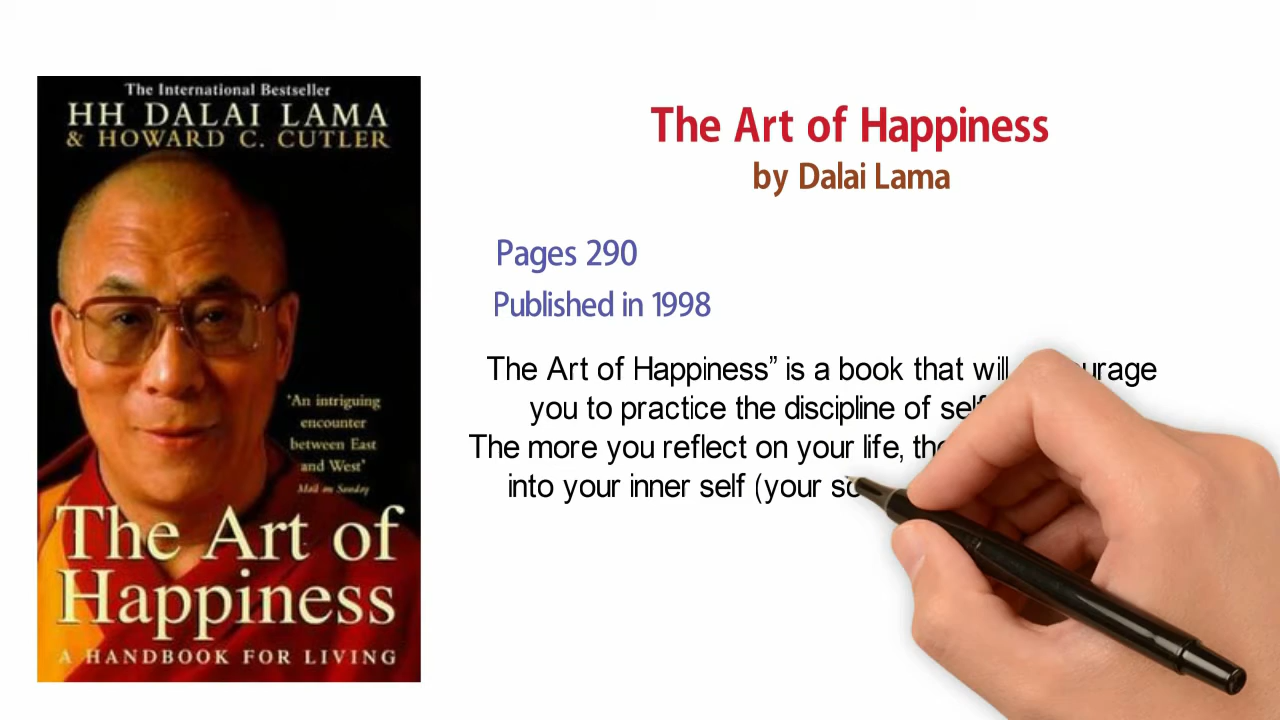 The International Bestseller
HH DALAI LAMA
& HOWARD C. CUTLER
'An intriguing
encounter
between East
and West'
Mail on Sunday
The Art of
Happiness
A HANDBOOK FOR LIVING
The Art of Happiness
by Dalai Lama
Pages 290
Published in 1998
The Art of Happiness” is a book that will
you to practice the discipline of
The more you reflect on your life,
into your inner self (your